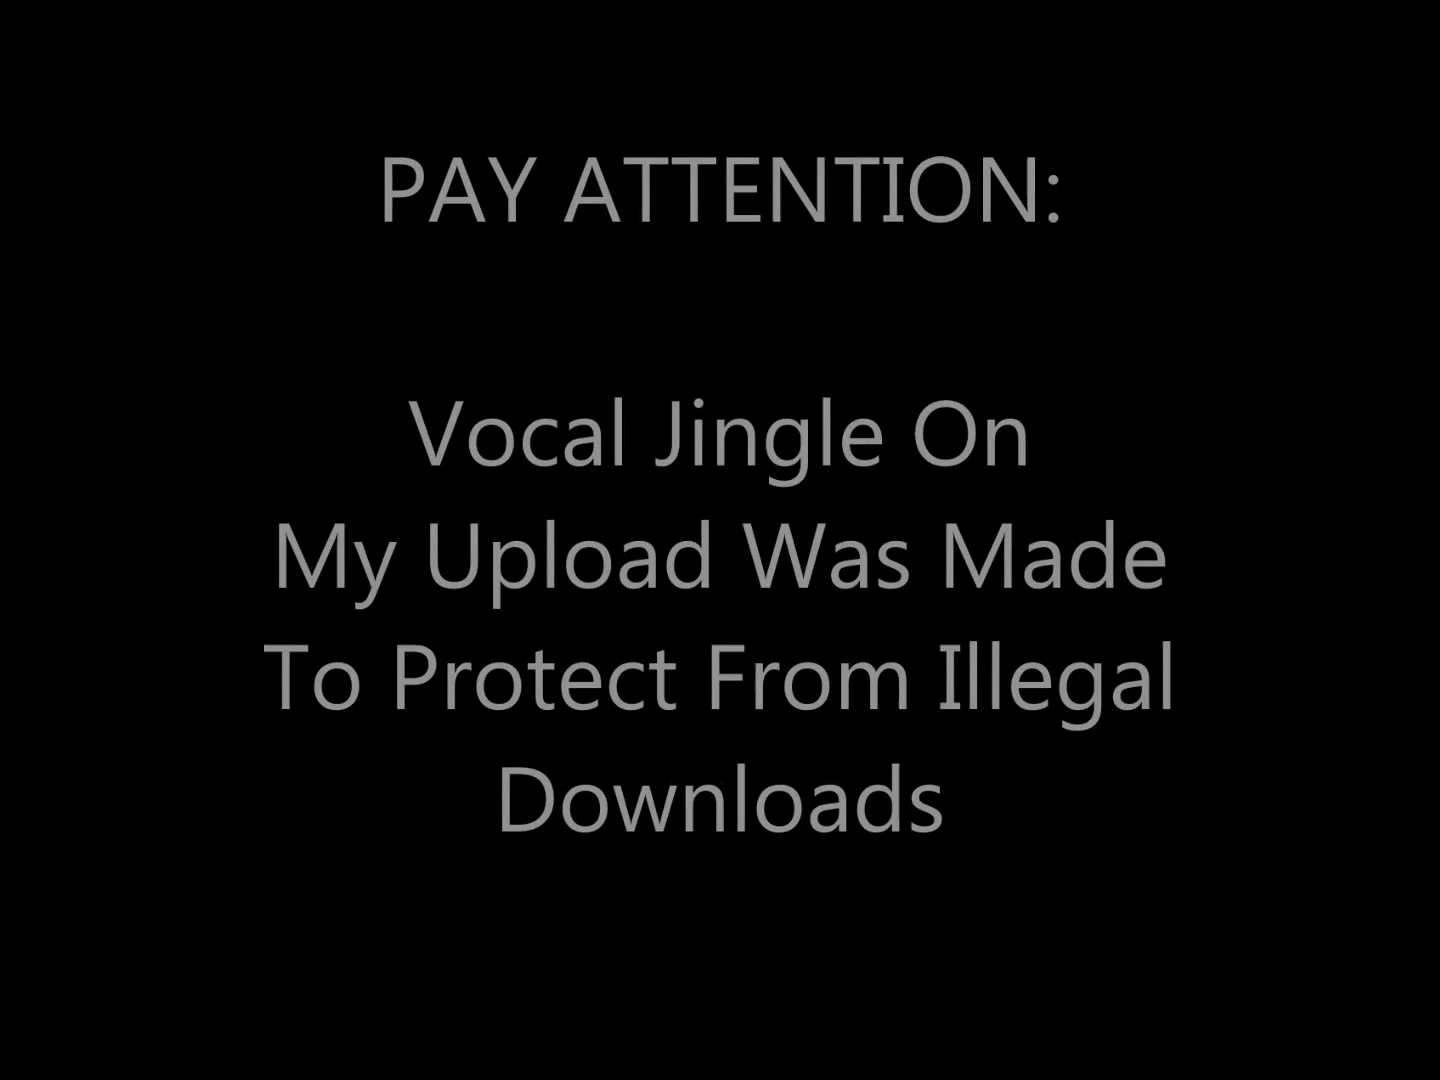 PAY ATTENTION:
Vocal Jingle On
My Upload Was Made
To Protect From Illegal
Downloads